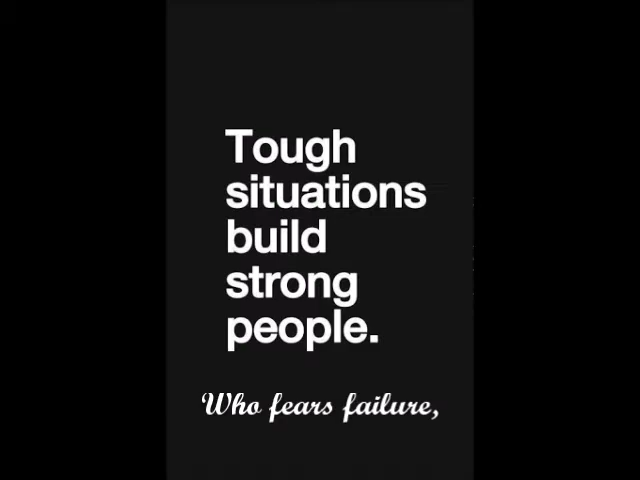 Tough
situations
build
strong
people.
Who fears failure,